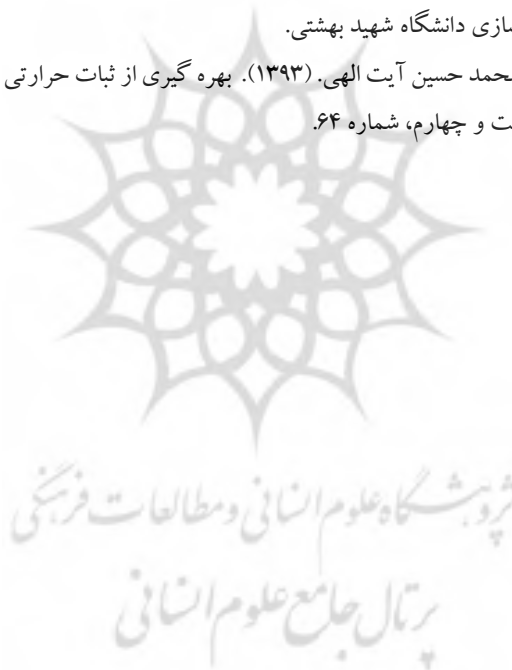 سازی دانشگاه شهید بهشتی.
محمد حسین آیت الهی. (۱۳۹۳). بهره گیری از ثبات حرارتی
ت و چهارم، شماره ۶۴.
پژوهشگاه علوم انسانی و مطالعات فرهنگی
پرتال جامع علوم انسانی